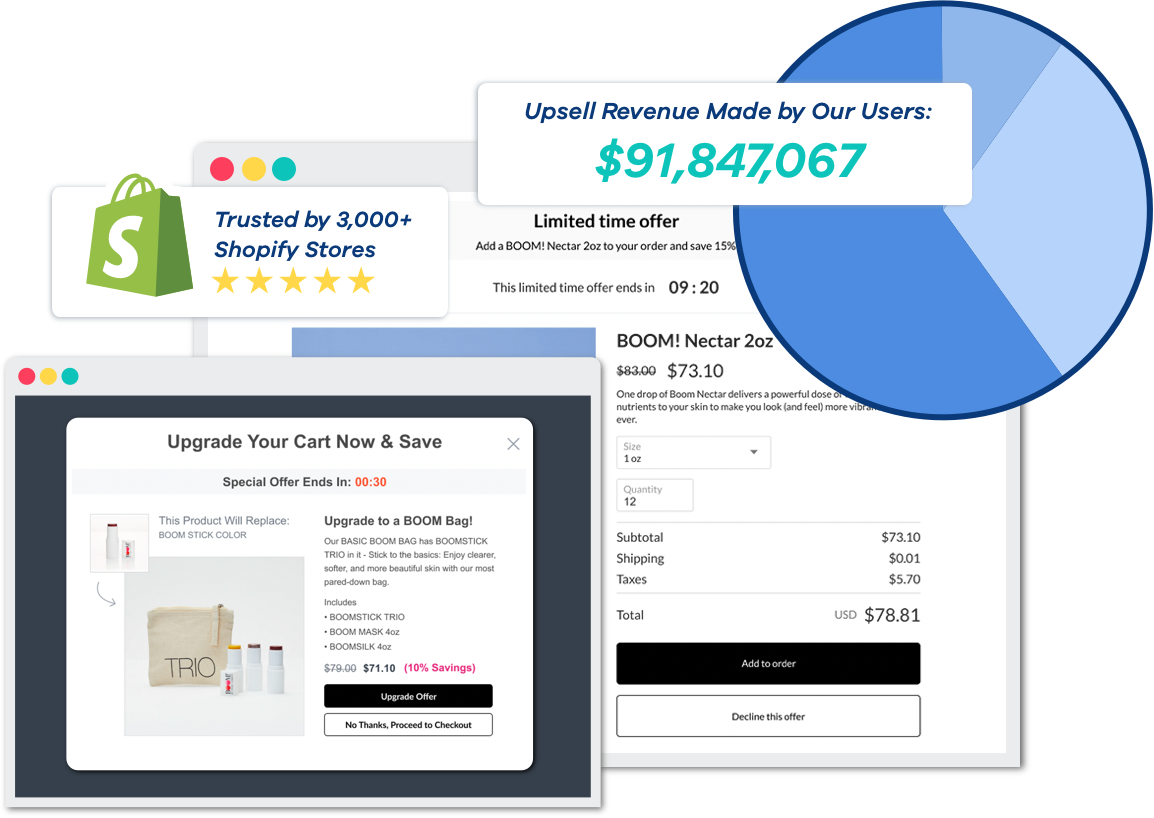 Upsell Revenue Made by Our Users:
$91,847,067
Trusted by 3,000+
Shopify Stores
Limited time offer
Add a BOOM! Nectar 2oz to your order and save 15%
This limited time offer ends in 09 : 20
BOOM! Nectar 2oz
$83.00 $73.10
One drop of Boom Nectar delivers a powerful dose of
nutrients to your skin to make you look (and feel) more
ever.
Size
1 oz
Quantity
12
Subtotal $73.10
Shipping $0.01
Taxes $5.70
Total USD $78.81
Add to order
Decline this offer
Upgrade Your Cart Now & Save
Special Offer Ends In: 00:30
This Product Will Replace:
BOOM STICK COLOR
TRIO
Upgrade to a BOOM Bag!
Our BASIC BOOM BAG has BOOMSTICK
TRIO in it - Stick to the basics: Enjoy clearer,
softer, and more beautiful skin with our most
pared-down bag.
Includes
• BOOMSTICK TRIO
• BOOM MASK 4oz
• BOOMSILK 4oz
$79.00 $71.10 (10% Savings)
Upgrade Offer
No Thanks, Proceed to Checkout